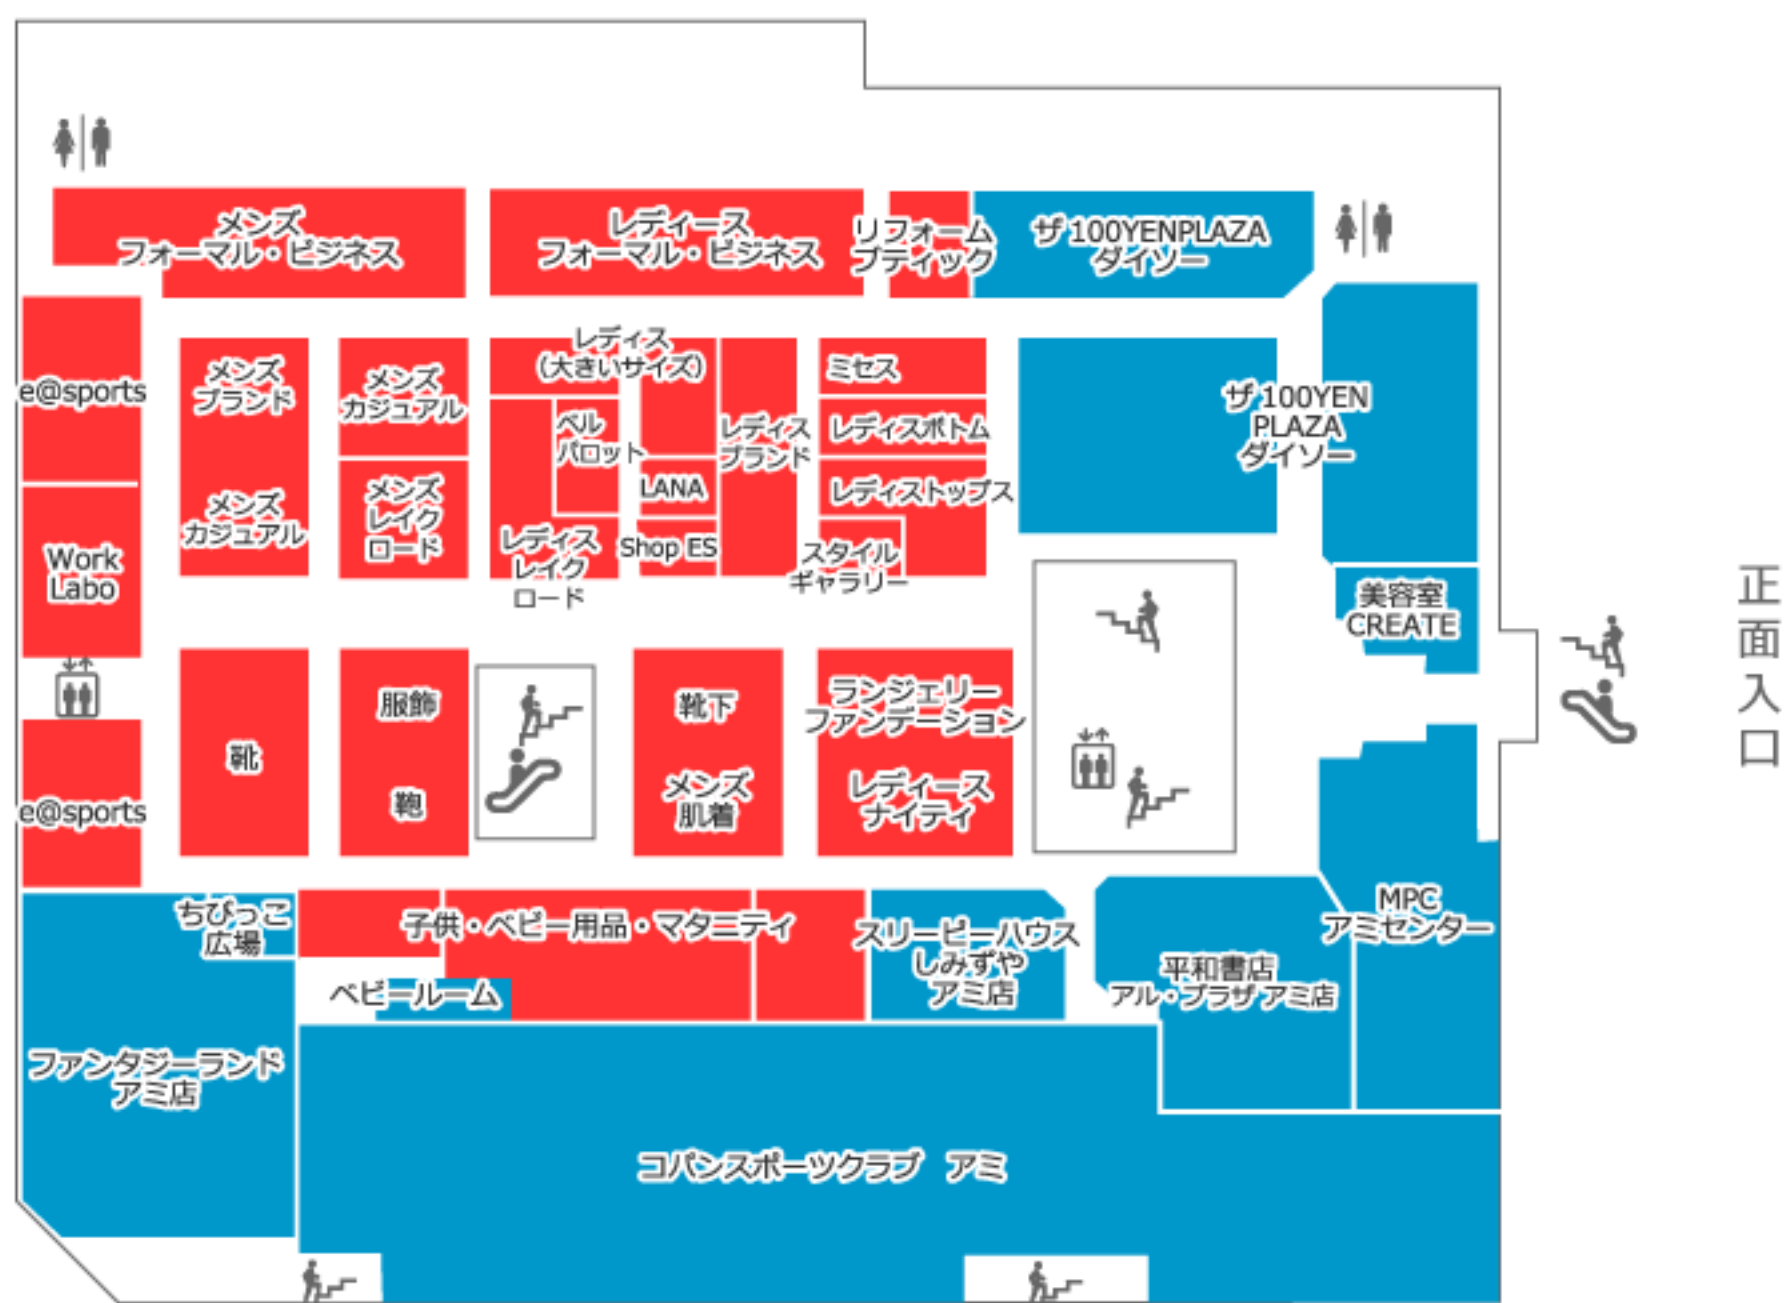 メンズ
フォーマル・ビジネス
レディース
フォーマル・ビジネス
リフォーム
ブティック
ザ 100YENPLAZA
ダイソー
e@sports
メンズ
ブランド
メンズ
カジュアル
メンズ
カジュアル
メンズ
レイク
ロード
レディス
(大きいサイズ)
ベル
パロット
LANA
Shop ES
レディス
レイク
ロード
レディス
ブランド
ミセス
レディスボトム
レディストップス
スタイル
ギャラリー
ザ 100YEN
PLAZA
ダイソー
Work
Labo
美容室
CREATE
正面入口
e@sports
靴
服飾
鞄
靴下
メンズ
肌着
ランジェリー
ファンデーション
レディース
ナイティ
ちびっこ
広場
子供・ベビー用品・マタニティ
ベビールーム
スリーピーハウス
しみずや
アミ店
平和書店
アル・プラザ アミ店
MPC
アミセンター
ファンタジーランド
アミ店
コパンスポーツクラブ　アミ